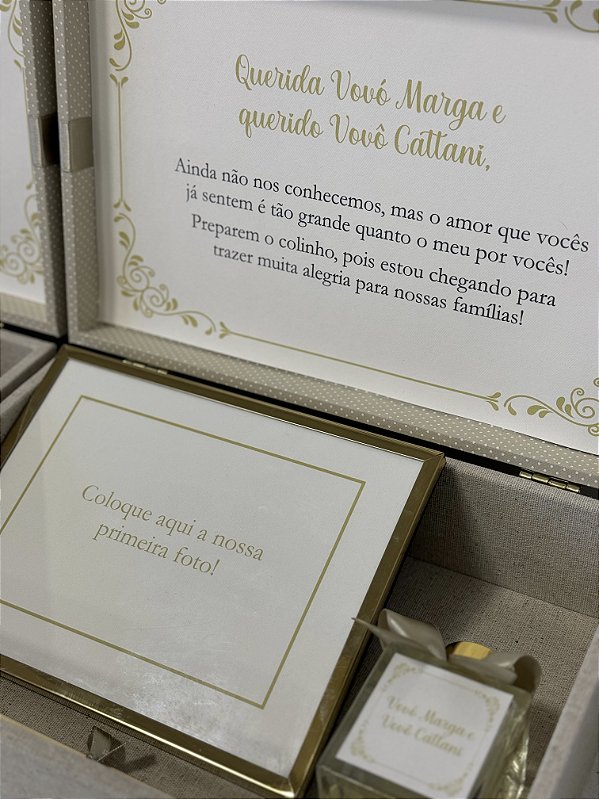 Querida Vovó Marga e
querido Vovô Cattani,
Ainda não nos conhecemos, mas o amor que vocês
já sentem é tão grande quanto o meu por vocês!
Preparem o colinho, pois estou chegando para
trazer muita alegria para nossas famílias!
Coloque aqui a nossa
primeira foto!
Vovó Marga e
Vovô Cattani